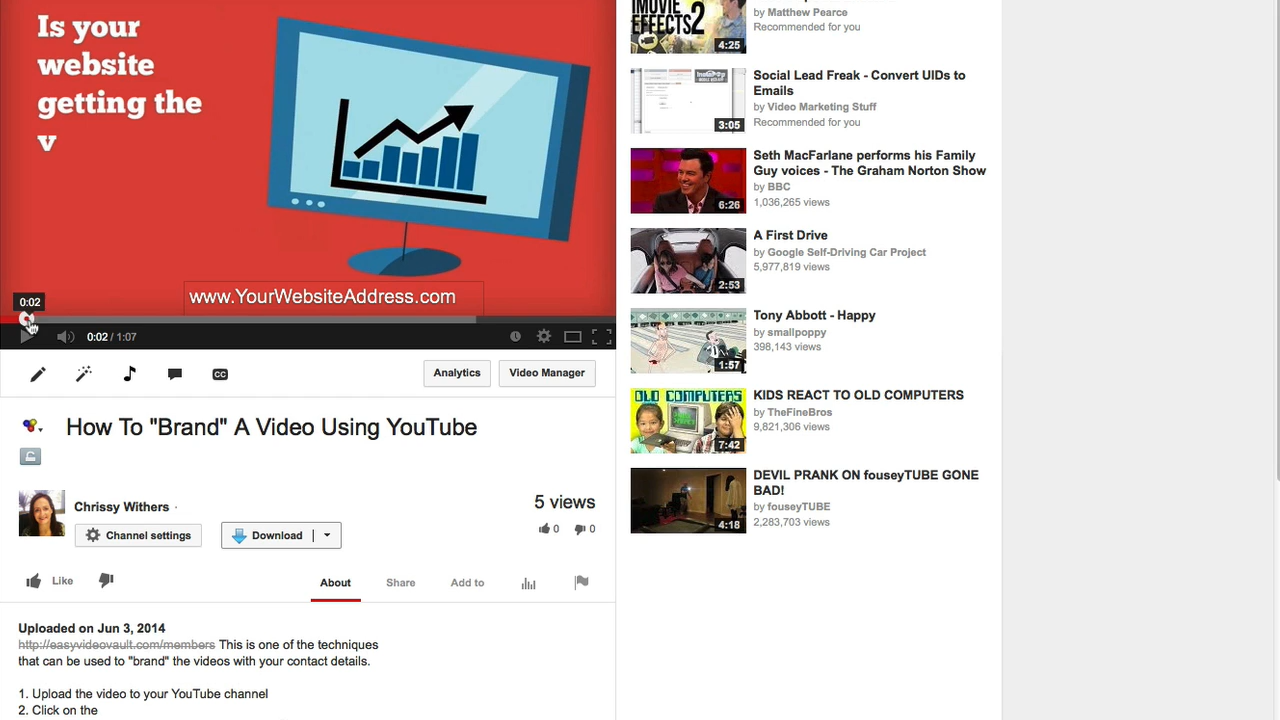 Is your
website
getting the
v
www.YourWebsiteAddress.com
0:02
0:02 / 1:07
CC
Analytics
Video Manager
How To "Brand" A Video Using YouTube
Chrissy Withers ·
5 views
Channel settings
Download
0
0
Like
About
Share
Add to
Uploaded on Jun 3, 2014
http://easyvideovault.com/members This is one of the techniques
that can be used to "brand" the videos with your contact details.
1. Upload the video to your YouTube channel
2. Click on the
IMOVIE
EFFECTS2
4:25
by Matthew Pearce
Recommended for you
3:05
Social Lead Freak - Convert UIDs to
Emails
by Video Marketing Stuff
Recommended for you
6:26
Seth MacFarlane performs his Family
Guy voices - The Graham Norton Show
by BBC
1,036,265 views
2:53
A First Drive
by Google Self-Driving Car Project
5,977,819 views
1:57
Tony Abbott - Happy
by smallpoppy
398,143 views
OLD COMPUTERS
7:42
KIDS REACT TO OLD COMPUTERS
by TheFineBros
9,821,306 views
4:18
DEVIL PRANK ON fouseyTUBE GONE
BAD!
by fouseyTUBE
2,283,703 views